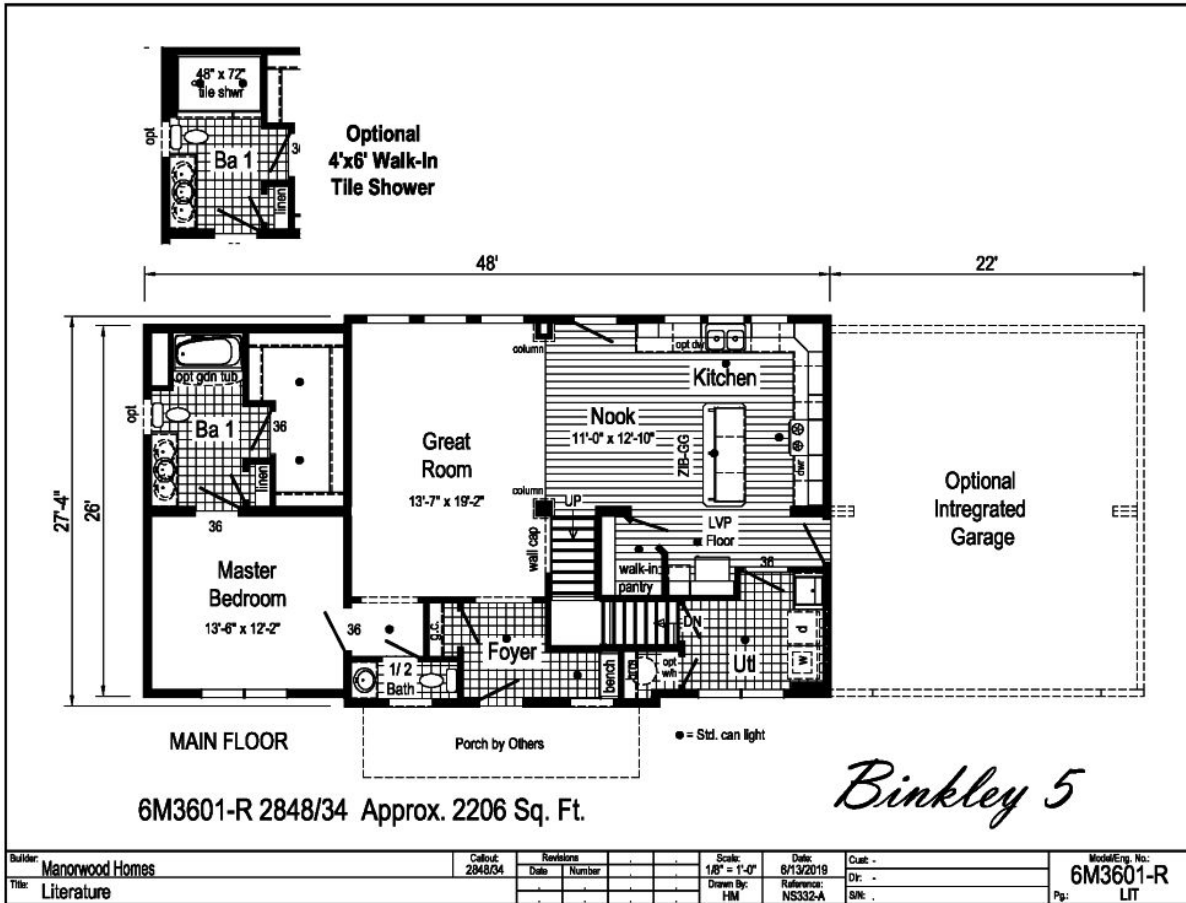 48" x 72"
tile shwr
opt
Ba 1
36
linen
Optional
4'x6' Walk-In
Tile Shower
48'
22'
27'-4"
26'
opt gdn tub
opt
Ba 1
36
linen
36
Master
Bedroom
13'-6" x 12'-2"
36
Great
Room
13'-7" x 19'-2"
column
column
wall cap
UP
Nook
11'-0" x 12'-10"
Kitchen
opt dw
ZIB-GG
dwr
LVP
Floor
walk-in
pantry
36
DN
g.c.
Foyer
1/2
Bath
bench
opt
w/h
Utl
d
w
Optional
Intregrated
Garage
MAIN FLOOR
Porch by Others
= Std. can light
6M3601-R 2848/34 Approx. 2206 Sq. Ft.
Binkley 5
Builder: Manorwood Homes
Title: Literature
Callout: 2848/34
Revisions
Date Number
Scale: 1/8" = 1'-0"
Drawn By: HM
Date: 6/13/2019
Reference: NS332-A
Cust: -
Dir: -
S/N: .
Model/Eng. No.: 6M3601-R
Pg.: LIT